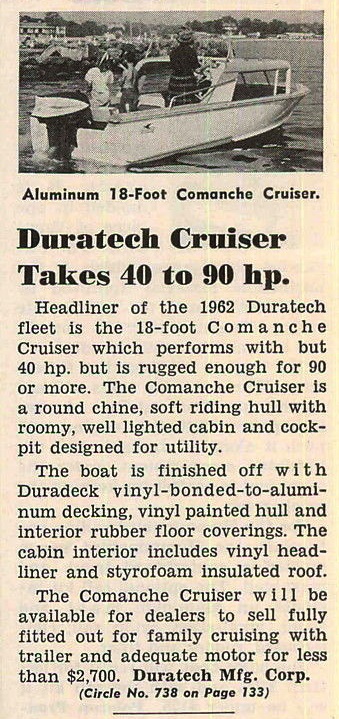 Aluminum 18-Foot Comanche Cruiser.
Duratech Cruiser
Takes 40 to 90 hp.
Headliner of the 1962 Duratech
fleet is the 18-foot Comanche
Cruiser which performs with but
40 hp. but is rugged enough for 90
or more. The Comanche Cruiser is
a round chine, soft riding hull with
roomy, well lighted cabin and cock-
pit designed for utility.
The boat is finished off with
Duradeck vinyl-bonded-to-alumi-
num decking, vinyl painted hull and
interior rubber floor coverings. The
cabin interior includes vinyl head-
liner and styrofoam insulated roof.
The Comanche Cruiser will be
available for dealers to sell fully
fitted out for family cruising with
trailer and adequate motor for less
than $2,700. Duratech Mfg. Corp.
(Circle No. 738 on Page 133)